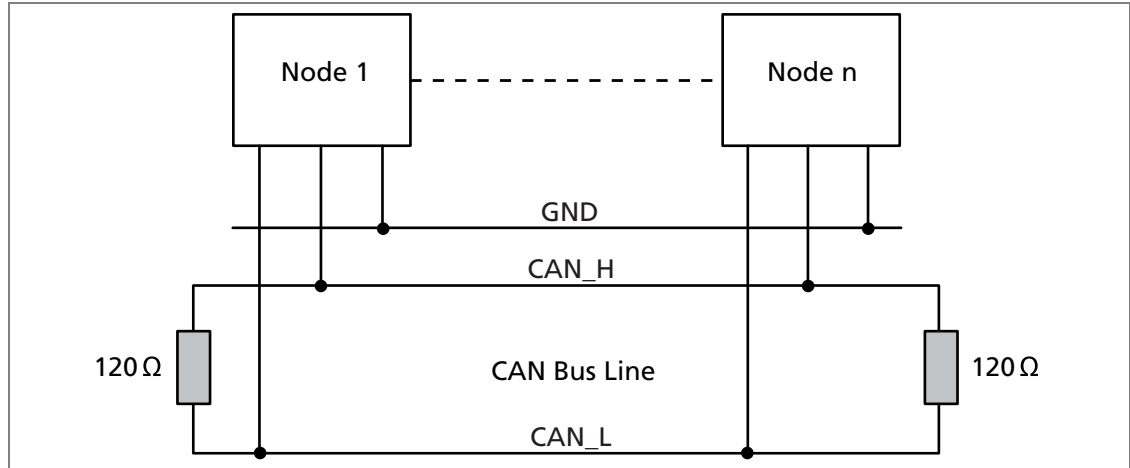 Node 1
Node n
GND
CAN_H
120 Ω
CAN Bus Line
120 Ω
CAN_L